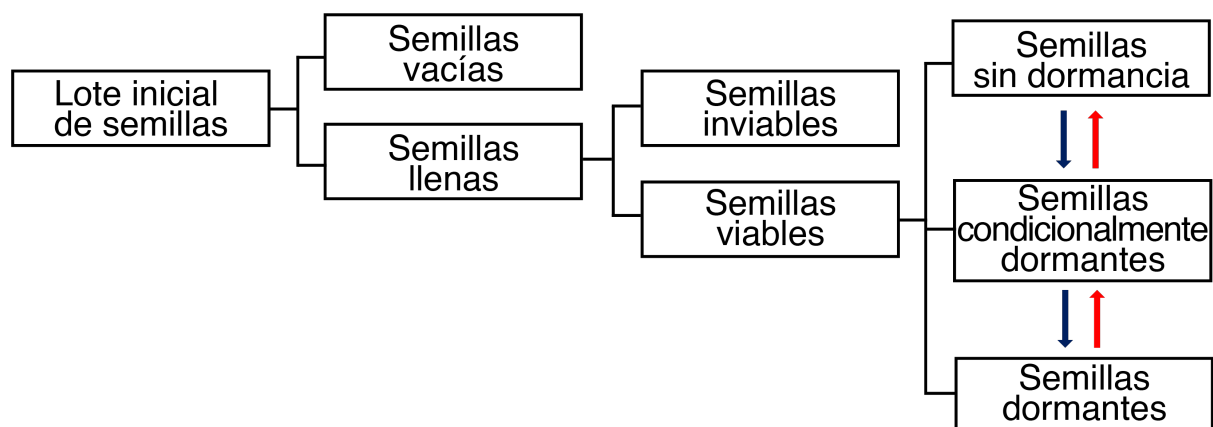 Lote inicial
de semillas
Semillas
vacías
Semillas
llenas
Semillas
inviables
Semillas
viables
Semillas
sin dormancia
Semillas
condicionalmente
dormantes
Semillas
dormantes